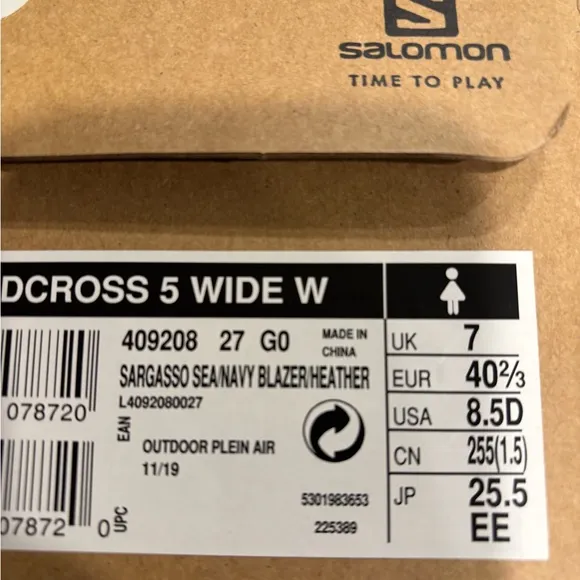 SALOMON
TIME TO PLAY
DCROSS 5 WIDE W
409208 27 G0
MADE IN
CHINA
SARGASSO SEA/NAVY BLAZER/HEATHER
L4092080027
078720
EAN
OUTDOOR PLEIN AIR
11/19
07872 0
UPC
5301983653
225389
UK 7
EUR 40⅔
USA 8.5D
CN 255(1.5)
JP 25.5
EE